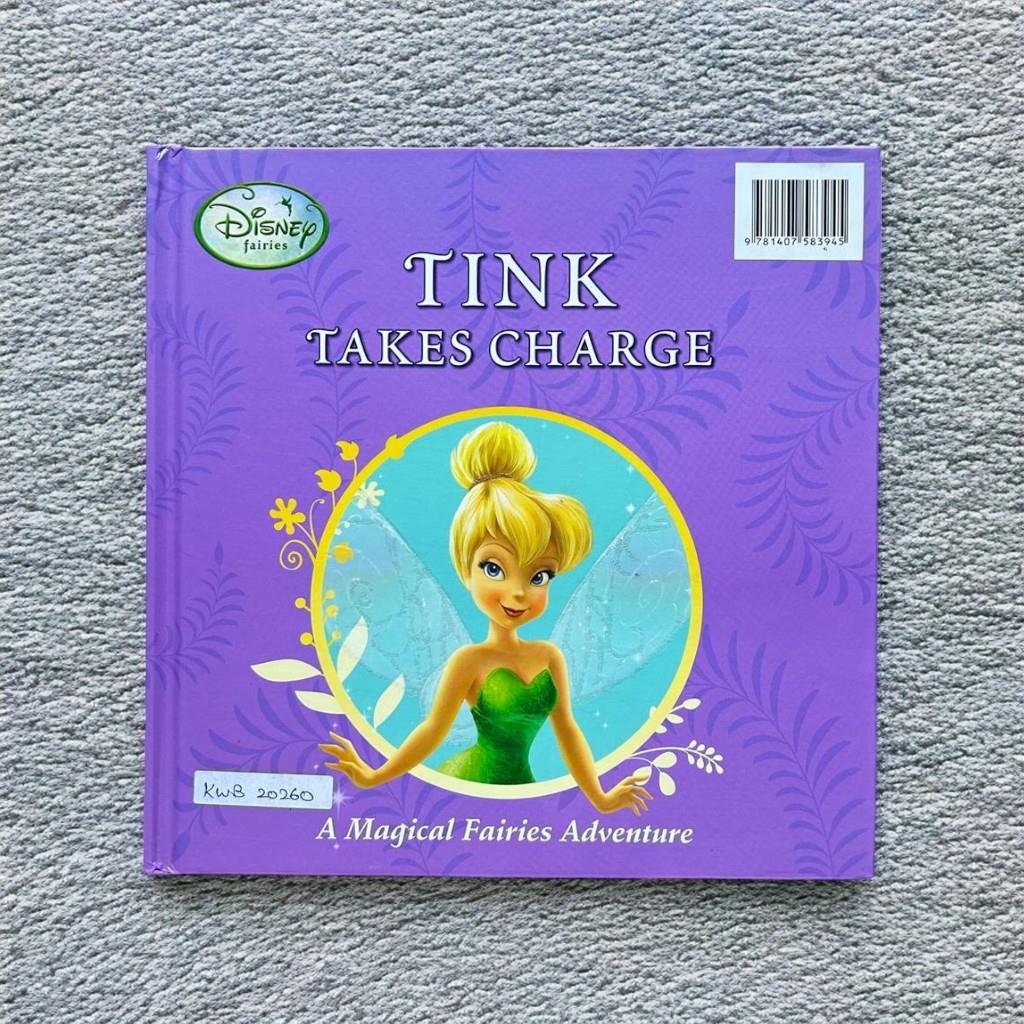 Disney
fairies
9 781407 583945
TINK
TAKES CHARGE
KWB 20260
A Magical Fairies Adventure